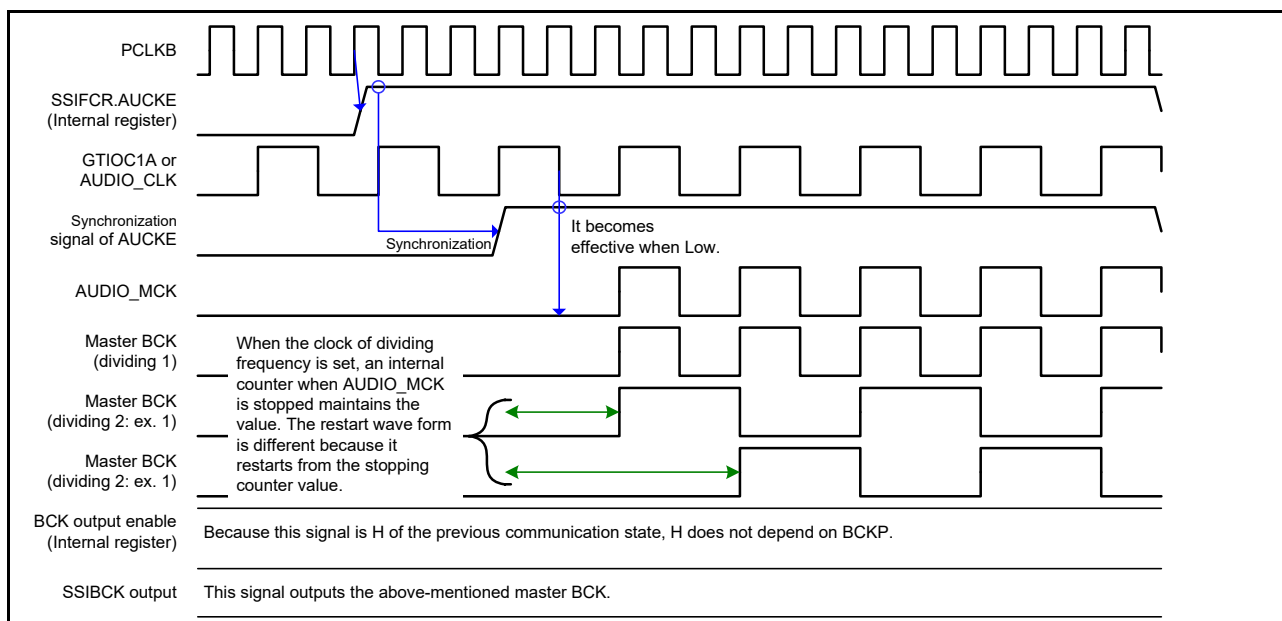 PCLKB
SSIFCR.AUCKE
(Internal register)
GTIOC1A or
AUDIO_CLK
Synchronization
signal of AUCKE
Synchronization
It becomes
effective when Low.
AUDIO_MCK
Master BCK
(dividing 1)
When the clock of dividing
frequency is set, an internal
counter when AUDIO_MCK
is stopped maintains the
value. The restart wave form
is different because it
restarts from the stopping
counter value.
Master BCK
(dividing 2: ex. 1)
Master BCK
(dividing 2: ex. 1)
BCK output enable
(Internal register)
Because this signal is H of the previous communication state, H does not depend on BCKP.
SSIBCK output
This signal outputs the above-mentioned master BCK.